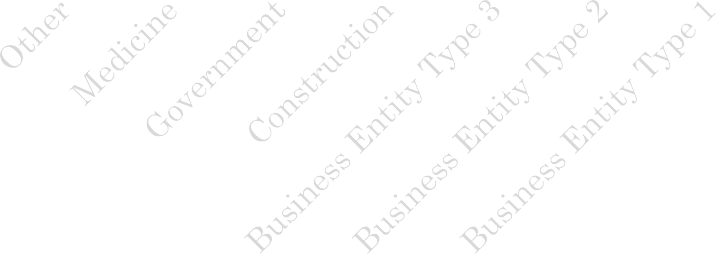 Other
Medicine
Government
Construction
Business Entity Type 3
Business Entity Type 2
Business Entity Type 1